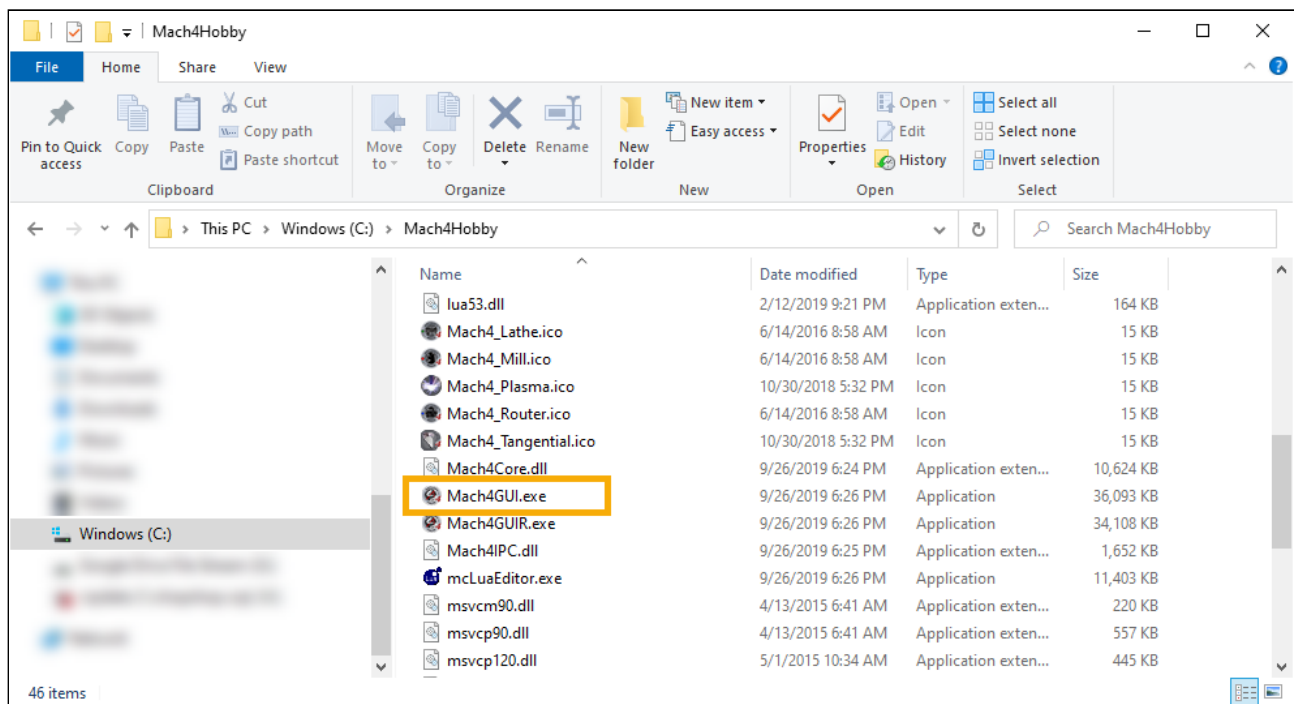 Mach4Hobby
File Home Share View
Pin to Quick access
Copy
Paste
Cut
Copy path
Paste shortcut
Clipboard
Move to
Copy to
Delete
Rename
Organize
New folder
New item
Easy access
New
Properties
Open
Edit
History
Open
Select all
Select none
Invert selection
Select
This PC > Windows (C:) > Mach4Hobby
Search Mach4Hobby
Windows (C:)
Name Date modified Type Size
lua53.dll 2/12/2019 9:21 PM Application exten... 164 KB
Mach4_Lathe.ico 6/14/2016 8:58 AM Icon 15 KB
Mach4_Mill.ico 6/14/2016 8:58 AM Icon 15 KB
Mach4_Plasma.ico 10/30/2018 5:32 PM Icon 15 KB
Mach4_Router.ico 6/14/2016 8:58 AM Icon 15 KB
Mach4_Tangential.ico 10/30/2018 5:32 PM Icon 15 KB
Mach4Core.dll 9/26/2019 6:24 PM Application exten... 10,624 KB
Mach4GUI.exe 9/26/2019 6:26 PM Application 36,093 KB
Mach4GUIR.exe 9/26/2019 6:26 PM Application 34,108 KB
Mach4IPC.dll 9/26/2019 6:25 PM Application exten... 1,652 KB
mcLuaEditor.exe 9/26/2019 6:26 PM Application 11,403 KB
msvcm90.dll 4/13/2015 6:41 AM Application exten... 220 KB
msvcp90.dll 4/13/2015 6:41 AM Application exten... 557 KB
msvcp120.dll 5/1/2015 10:34 AM Application exten... 445 KB
46 items